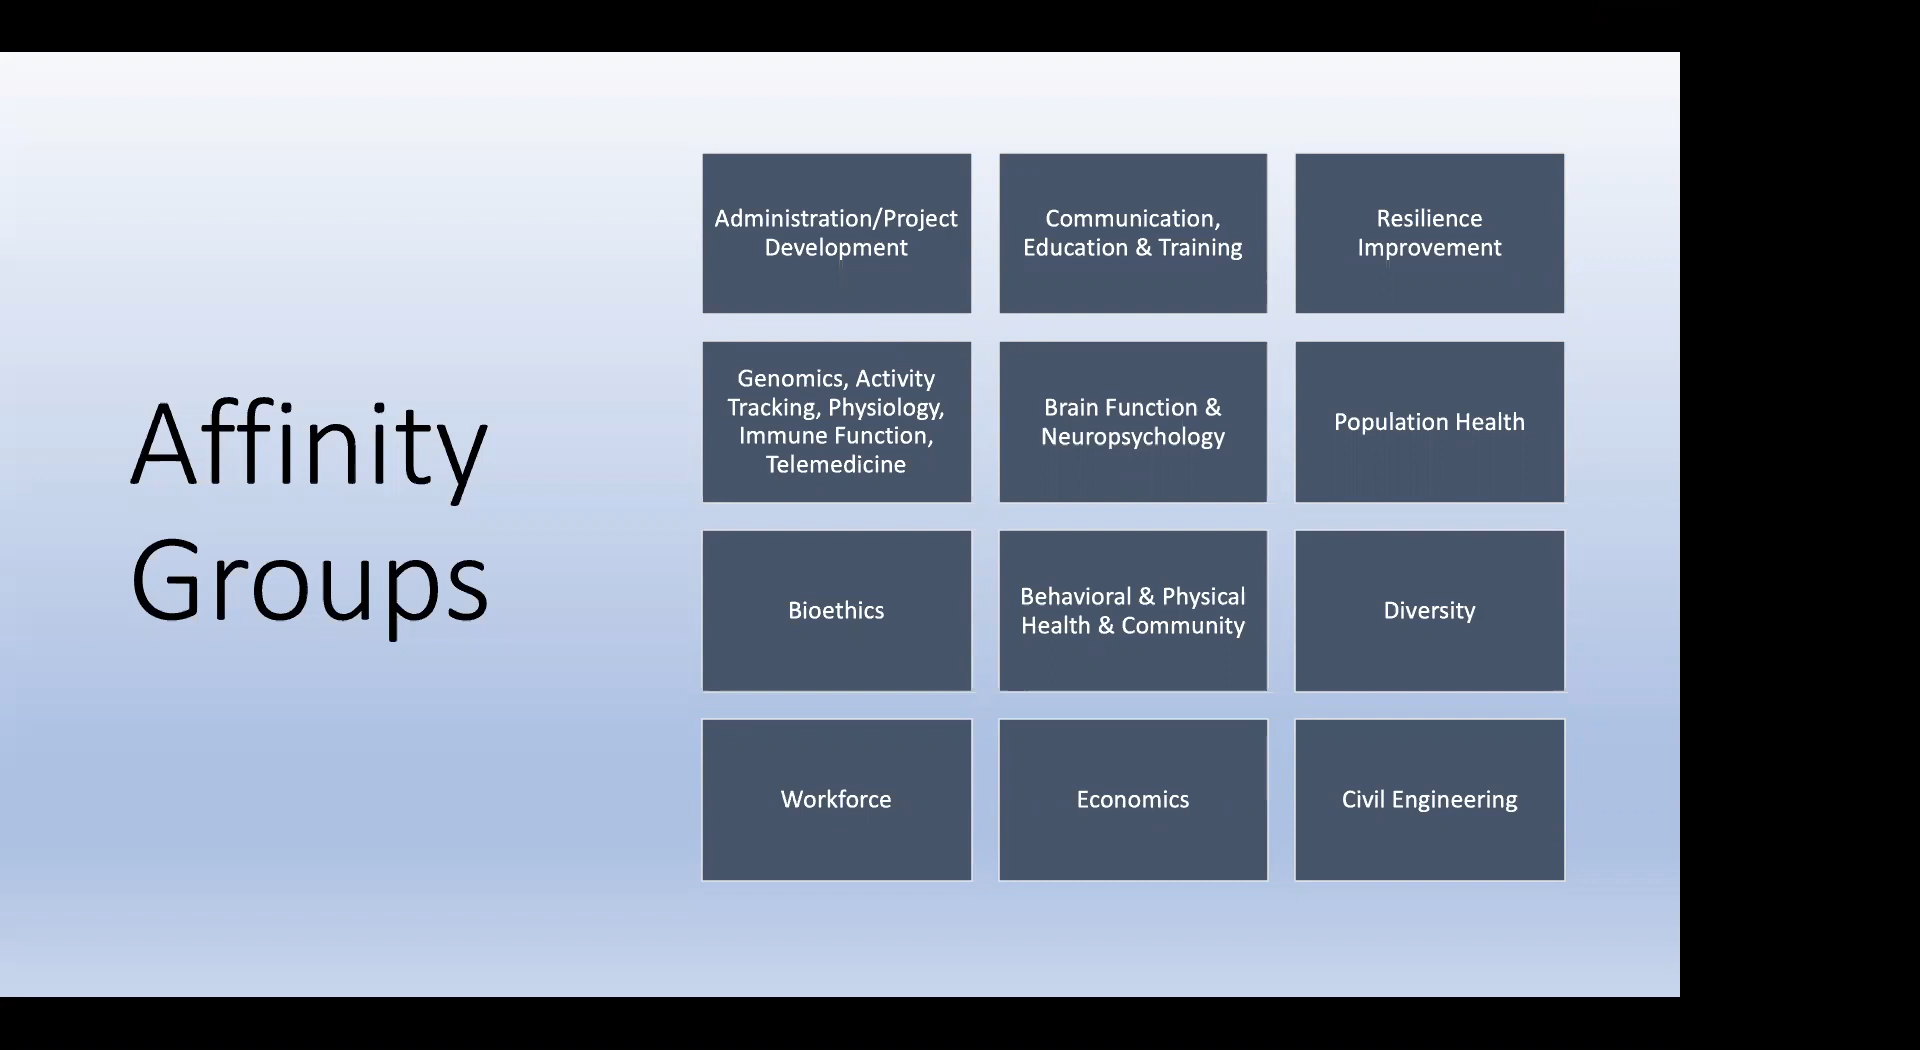 Affinity
Groups
Administration/Project
Development
Communication,
Education & Training
Resilience
Improvement
Genomics, Activity
Tracking, Physiology,
Immune Function,
Telemedicine
Brain Function &
Neuropsychology
Population Health
Bioethics
Behavioral & Physical
Health & Community
Diversity
Workforce
Economics
Civil Engineering